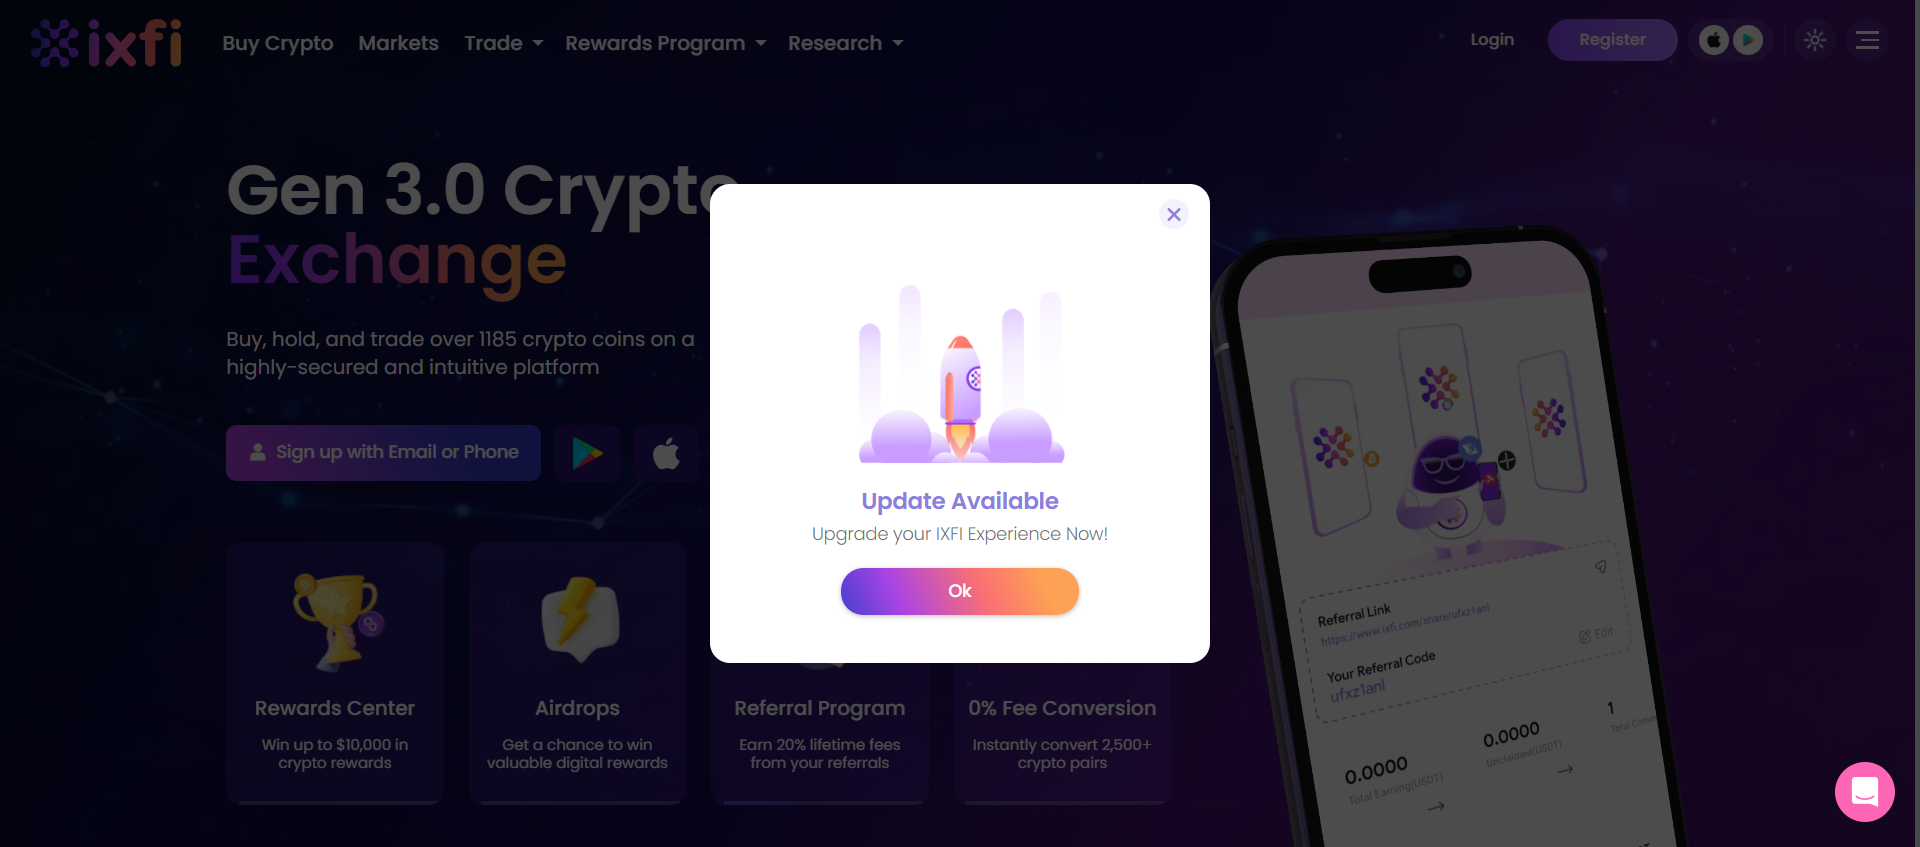 ixfi
Buy Crypto
Markets
Trade
Rewards Program
Research
Login
Register
Gen 3.0 Crypto
Exchange
Buy, hold, and trade over 1185 crypto coins on a
highly-secured and intuitive platform
Sign up with Email or Phone
Update Available
Upgrade your IXFI Experience Now!
Ok
Rewards Center
Win up to $10,000 in
crypto rewards
Airdrops
Get a chance to win
valuable digital rewards
Referral Program
Earn 20% lifetime fees
from your referrals
0% Fee Conversion
Instantly convert 2,500+
crypto pairs
Referral Link
https://www.ixfi.com/share/ufxz1anl
Edit
Your Referral Code
ufxz1anl
0.0000
Total Earning(USDT)
0.0000
Unclaimed(USDT)
1
Total